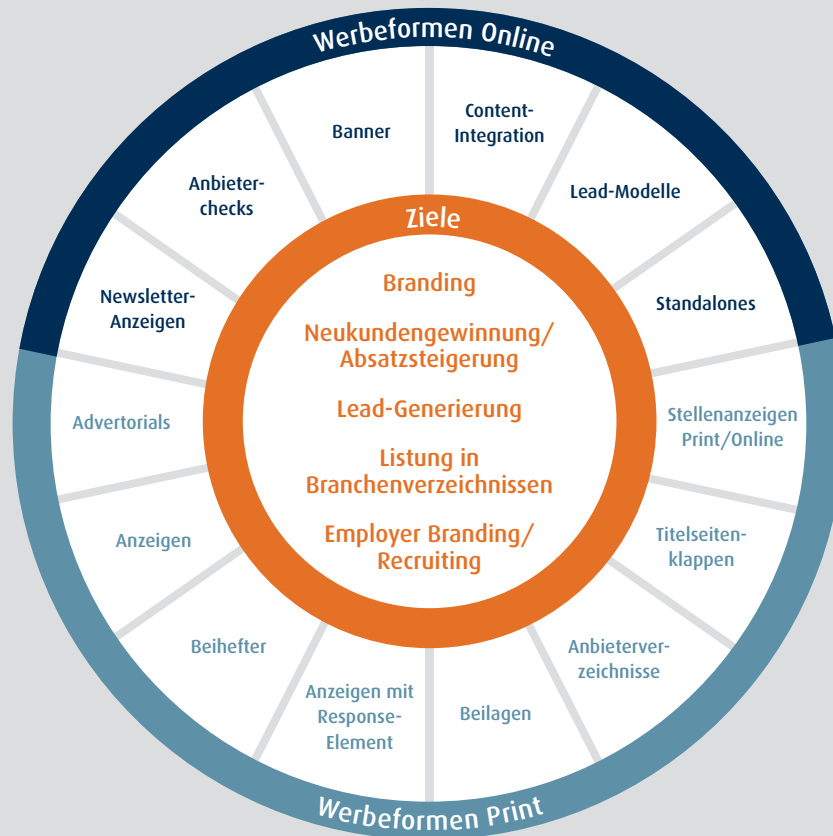 Werbeformen Online
Banner
Content-
Integration
Anbieter-
checks
Lead-Modelle
Newsletter-
Anzeigen
Standalones
Ziele
Branding
Neukundengewinnung/
Absatzsteigerung
Lead-Generierung
Listung in
Branchenverzeichnissen
Employer Branding/
Recruiting
Advertorials
Stellenanzeigen
Print/Online
Anzeigen
Titelseiten-
klappen
Beihefter
Anbieterver-
zeichnisse
Anzeigen mit
Response-
Element
Beilagen
Werbeformen Print